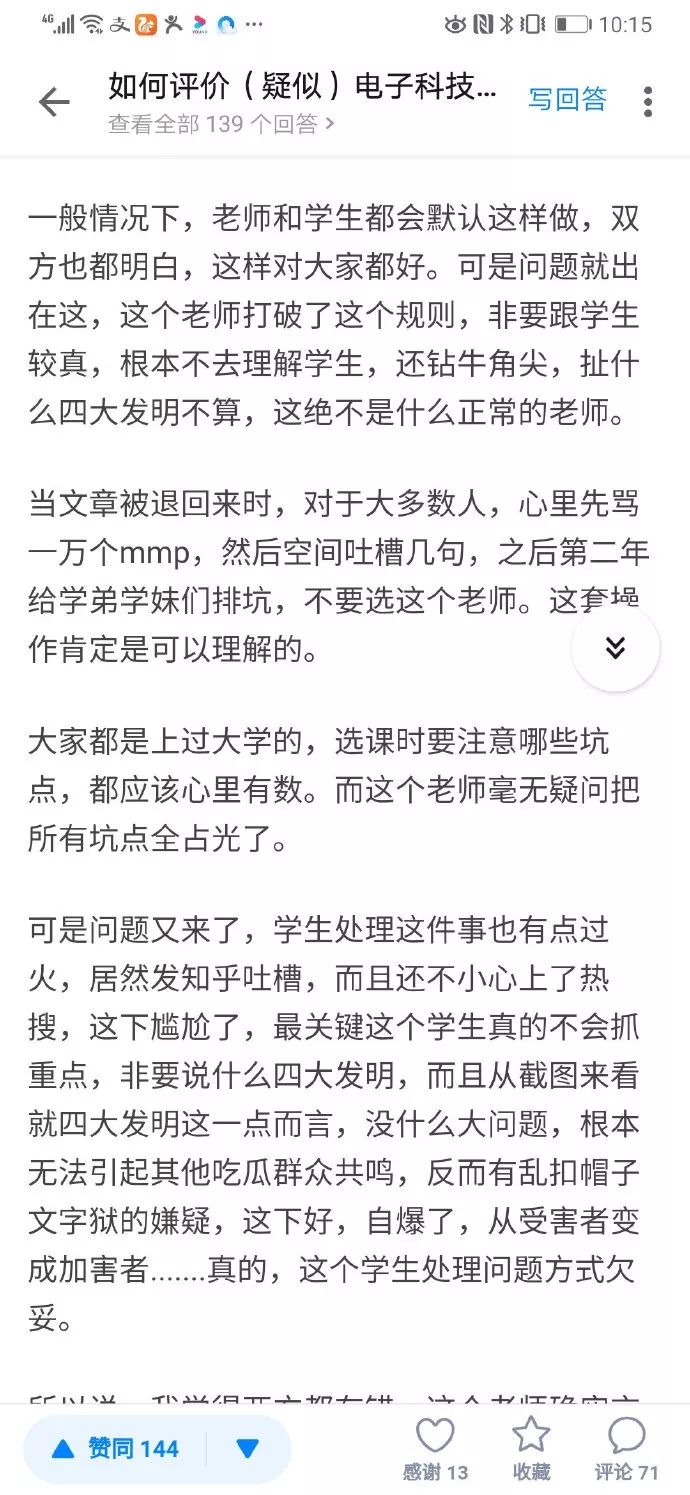 4G
支
YOUNG
10:15
如何评价（疑似）电子科技...
查看全部 139 个回答 >
写回答
一般情况下，老师和学生都会默认这样做，双
方也都明白，这样对大家都好。可是问题就出
在这，这个老师打破了这个规则，非要跟学生
较真，根本不去理解学生，还钻牛角尖，扯什
么四大发明不算，这绝不是什么正常的老师。
当文章被退回来时，对于大多数人，心里先骂
一万个mmp，然后空间吐槽几句，之后第二年
给学弟学妹们排坑，不要选这个老师。这套操
作肯定是可以理解的。
大家都是上过大学的，选课时要注意哪些坑
点，都应该心里有数。而这个老师毫无疑问把
所有坑点全占光了。
可是问题又来了，学生处理这件事也有点过
火，居然发知乎吐槽，而且还不小心上了热
搜，这下尴尬了，最关键这个学生真的不会抓
重点，非要说什么四大发明，而且从截图来看
就四大发明这一点而言，没什么大问题，根本
无法引起其他吃瓜群众共鸣，反而有乱扣帽子
文字狱的嫌疑，这下好，自爆了，从受害者变
成加害者.......真的，这个学生处理问题方式欠
妥。
赞同 144
感谢 13
收藏
评论 71